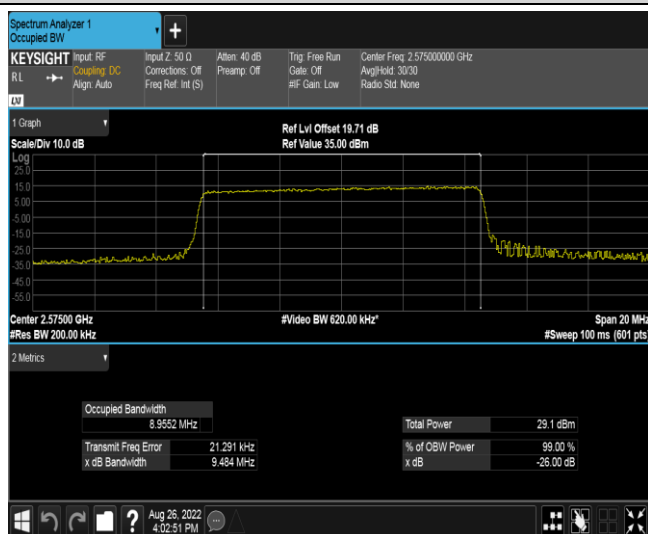 Spectrum Analyzer 1
Occupied BW
+
KEYSIGHT
RL
LXI
Input: RF
Coupling: DC
Align: Auto
Input Z: 50 Ω
Corrections: Off
Freq Ref: Int (S)
Atten: 40 dB
Preamp: Off
Trig: Free Run
Gate: Off
#IF Gain: Low
Center Freq: 2.575000000 GHz
Avg|Hold: 30/30
Radio Std: None
1 Graph
Scale/Div 10.0 dB
Ref Lvl Offset 19.71 dB
Ref Value 35.00 dBm
Log
25.0
15.0
5.00
-5.00
-15.0
-25.0
-35.0
-45.0
-55.0
Center 2.57500 GHz
#Res BW 200.00 kHz
#Video BW 620.00 kHz*
Span 20 MHz
#Sweep 100 ms (601 pts)
2 Metrics
Occupied Bandwidth
8.9552 MHz
Transmit Freq Error 21.291 kHz
x dB Bandwidth 9.484 MHz
Total Power 29.1 dBm
% of OBW Power 99.00 %
x dB -26.00 dB
?
Aug 26, 2022
4:02:51 PM